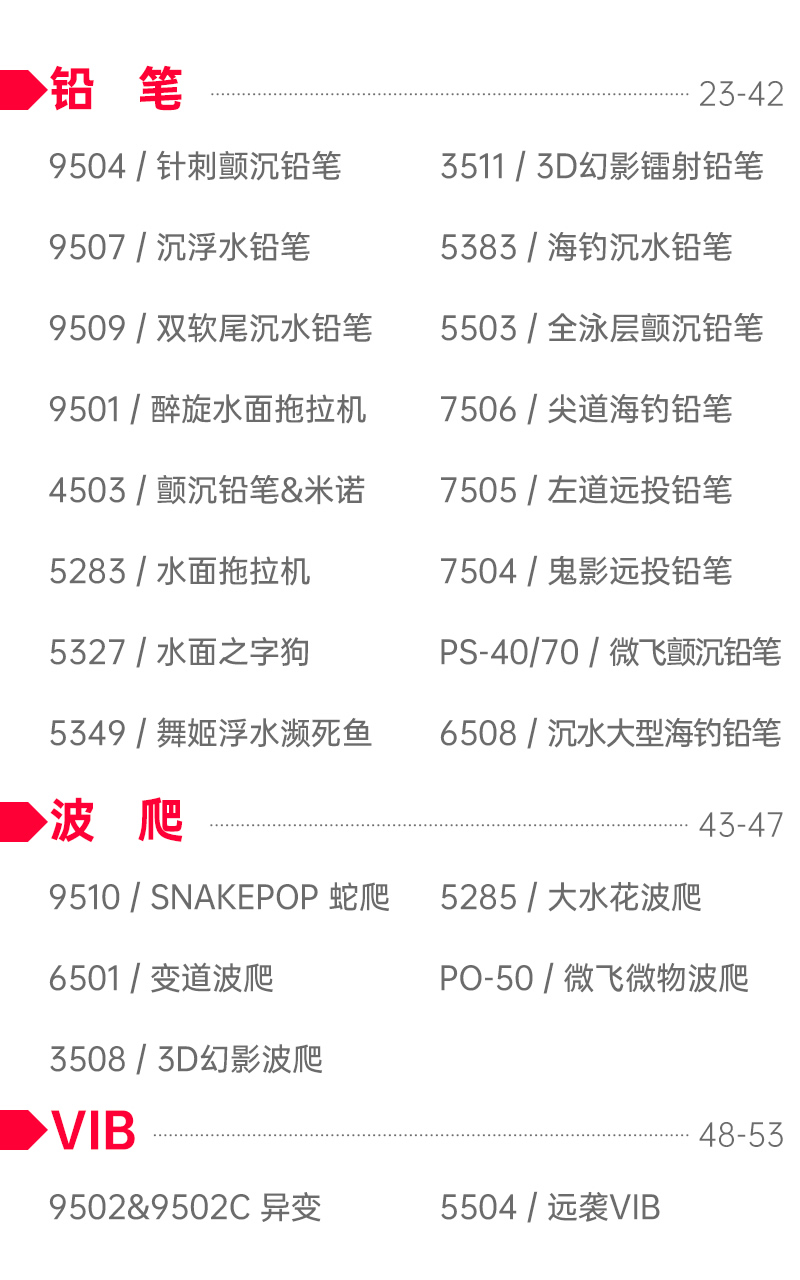 铅 笔 23-42
9504 / 针刺颤沉铅笔 3511 / 3D幻影镭射铅笔
9507 / 沉浮水铅笔 5383 / 海钓沉水铅笔
9509 / 双软尾沉水铅笔 5503 / 全泳层颤沉铅笔
9501 / 醉旋水面拖拉机 7506 / 尖道海钓铅笔
4503 / 颤沉铅笔&米诺 7505 / 左道远投铅笔
5283 / 水面拖拉机 7504 / 鬼影远投铅笔
5327 / 水面之字狗 PS-40/70 / 微飞颤沉铅笔
5349 / 舞姬浮水濒死鱼 6508 / 沉水大型海钓铅笔
波 爬 43-47
9510 / SNAKEPOP 蛇爬 5285 / 大水花波爬
6501 / 变道波爬 PO-50 / 微飞微物波爬
3508 / 3D幻影波爬
VIB 48-53
9502&9502C 异变 5504 / 远袭VIB